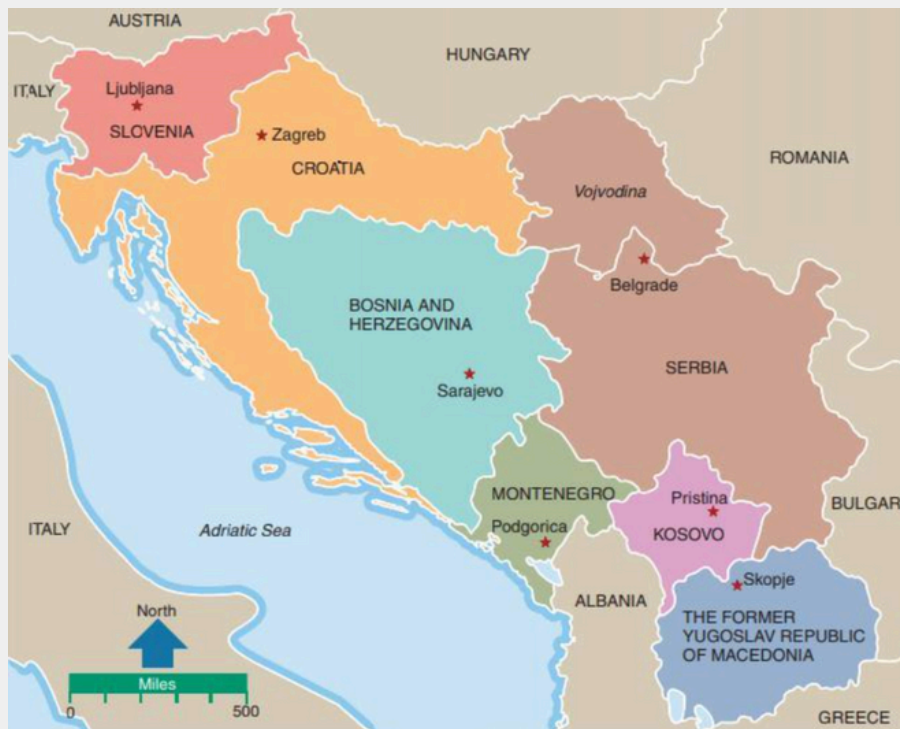 AUSTRIA
HUNGARY
ITALY
Ljubljana
SLOVENIA
Zagreb
CROATIA
ROMANIA
Vojvodina
Belgrade
BOSNIA AND
HERZEGOVINA
SERBIA
Sarajevo
MONTENEGRO
Pristina
BULGAR
ITALY
Adriatic Sea
Podgorica
KOSOVO
Skopje
North
ALBANIA
THE FORMER
YUGOSLAV REPUBLIC
OF MACEDONIA
Miles
0
500
GREECE